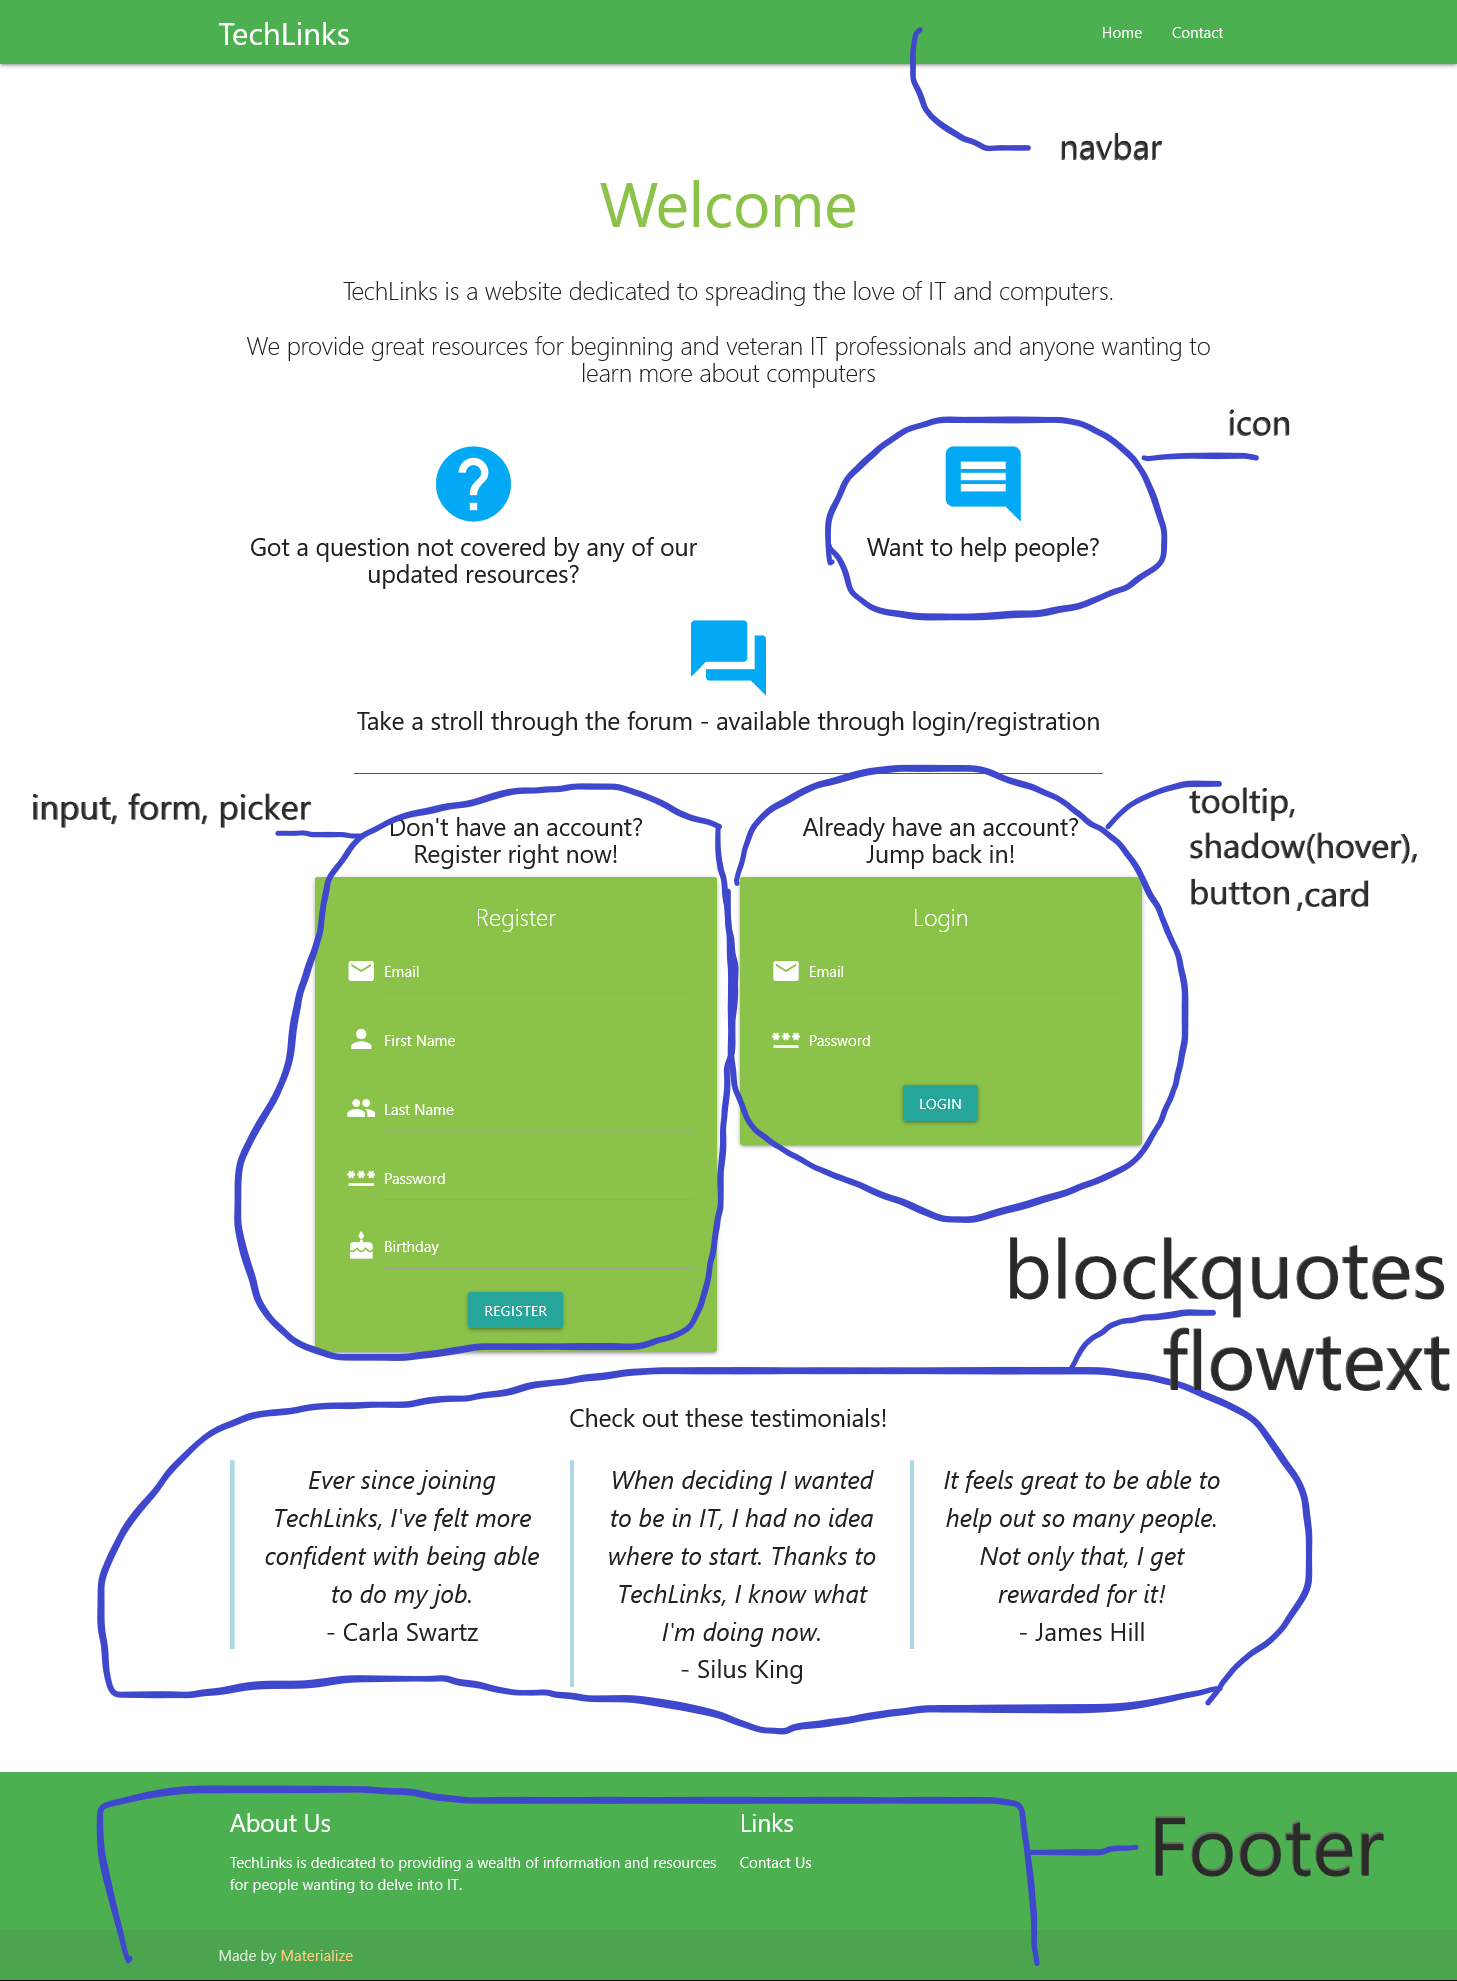 TechLinks
Home
Contact
navbar
Welcome
TechLinks is a website dedicated to spreading the love of IT and computers.
We provide great resources for beginning and veteran IT professionals and anyone wanting to
learn more about computers
icon
Got a question not covered by any of our
updated resources?
Want to help people?
Take a stroll through the forum - available through login/registration
input, form, picker
tooltip,
shadow(hover),
button ,card
Don't have an account?
Register right now!
Register
Email
First Name
Last Name
Password
Birthday
REGISTER
Already have an account?
Jump back in!
Login
Email
Password
LOGIN
blockquotes
flowtext
Check out these testimonials!
Ever since joining
TechLinks, I've felt more
confident with being able
to do my job.
- Carla Swartz
When deciding I wanted
to be in IT, I had no idea
where to start. Thanks to
TechLinks, I know what
I'm doing now.
- Silus King
It feels great to be able to
help out so many people.
Not only that, I get
rewarded for it!
- James Hill
About Us
TechLinks is dedicated to providing a wealth of information and resources
for people wanting to delve into IT.
Links
Contact Us
Footer
Made by Materialize